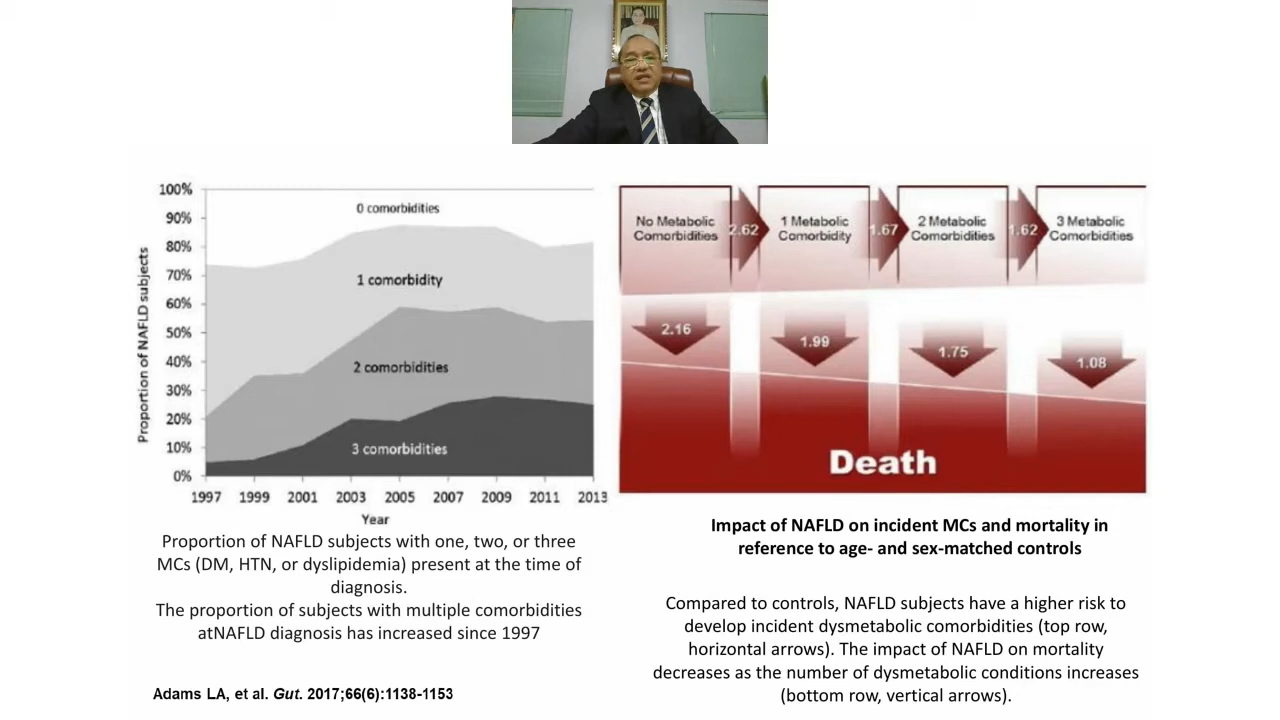 100%
90%
80%
70%
60%
50%
40%
30%
20%
10%
0%
Proportion of NAFLD subjects
0 comorbidities
1 comorbidity
2 comorbidities
3 comorbidities
1997 1999 2001 2003 2005 2007 2009 2011 2013
Year
Proportion of NAFLD subjects with one, two, or three
MCs (DM, HTN, or dyslipidemia) present at the time of
diagnosis.
The proportion of subjects with multiple comorbidities
atNAFLD diagnosis has increased since 1997
Adams LA, et al. Gut. 2017;66(6):1138-1153
No Metabolic
Comorbidities
2.62
1 Metabolic
Comorbidity
1.67
2 Metabolic
Comorbidities
1.62
3 Metabolic
Comorbidities
2.16
1.99
1.75
1.08
Death
Impact of NAFLD on incident MCs and mortality in
reference to age- and sex-matched controls
Compared to controls, NAFLD subjects have a higher risk to
develop incident dysmetabolic comorbidities (top row,
horizontal arrows). The impact of NAFLD on mortality
decreases as the number of dysmetabolic conditions increases
(bottom row, vertical arrows).